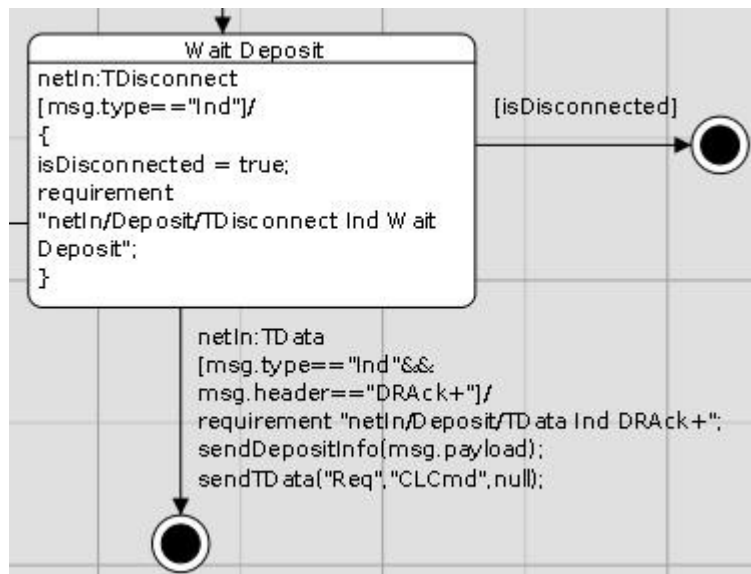 Wait Deposit
netIn:TDisconnect
[msg.type=="Ind"]/
{
isDisconnected = true;
requirement
"netIn/Deposit/TDisconnect Ind Wait
Deposit";
}
[isDisconnected]
netIn:TData
[msg.type=="Ind"&&
msg.header=="DRAck+"]/
requirement "netIn/Deposit/TData Ind DRAck+";
sendDepositInfo(msg.payload);
sendTData("Req","CLCmd",null);